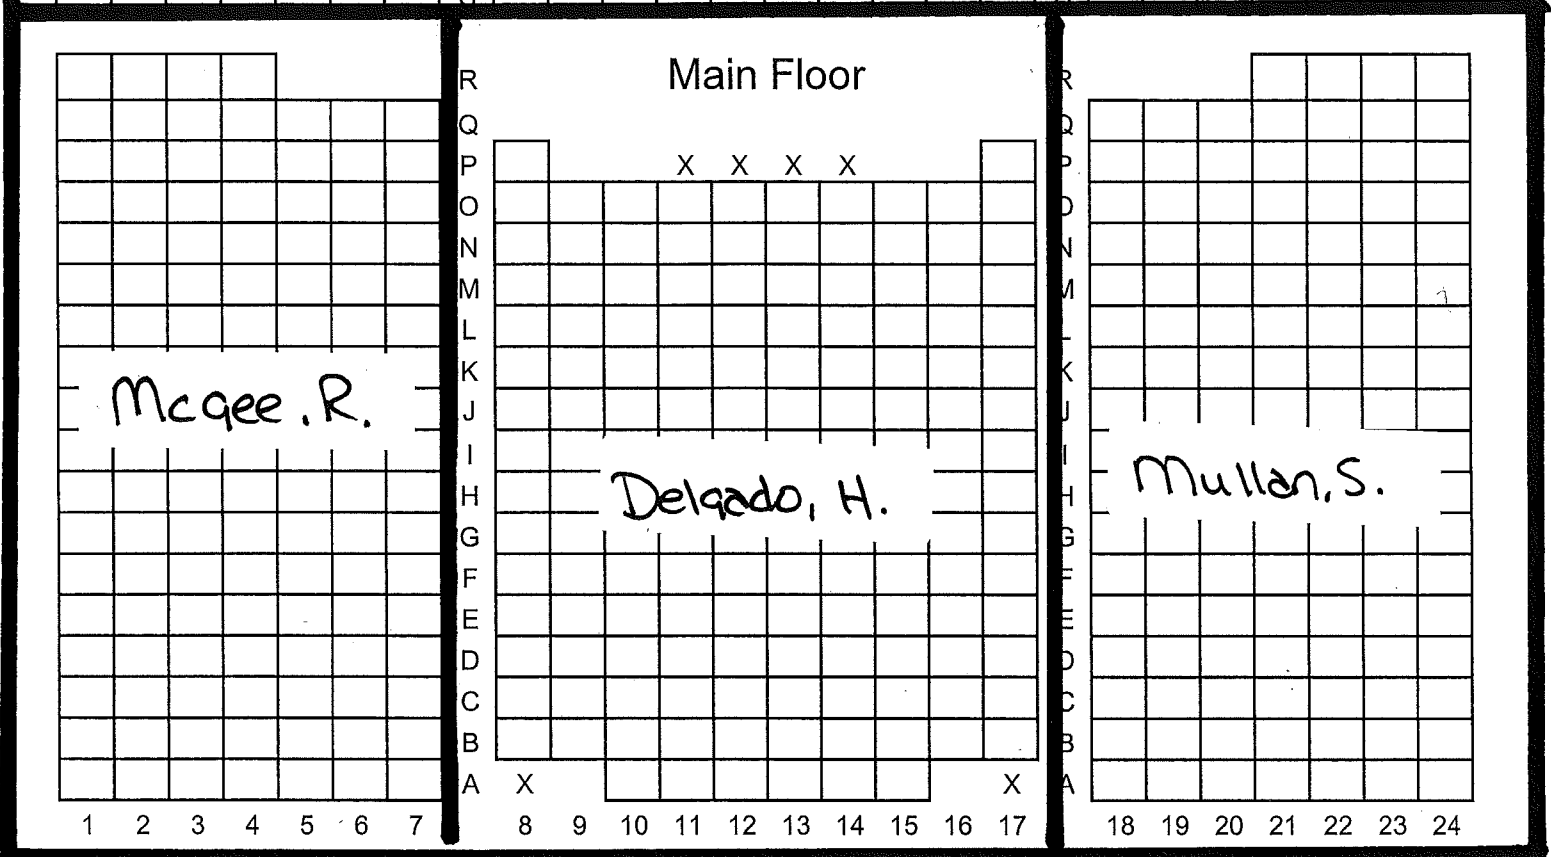 Main Floor
R R
Q Q
P X X X X P
O O
N N
M M
L L
K K
Mcgee, R.
J J
I I
Delgado, H. Mullan, S.
H H
G G
F F
E E
D D
C C
B B
A X X A
1 2 3 4 5 6 7 8 9 10 11 12 13 14 15 16 17 18 19 20 21 22 23 24